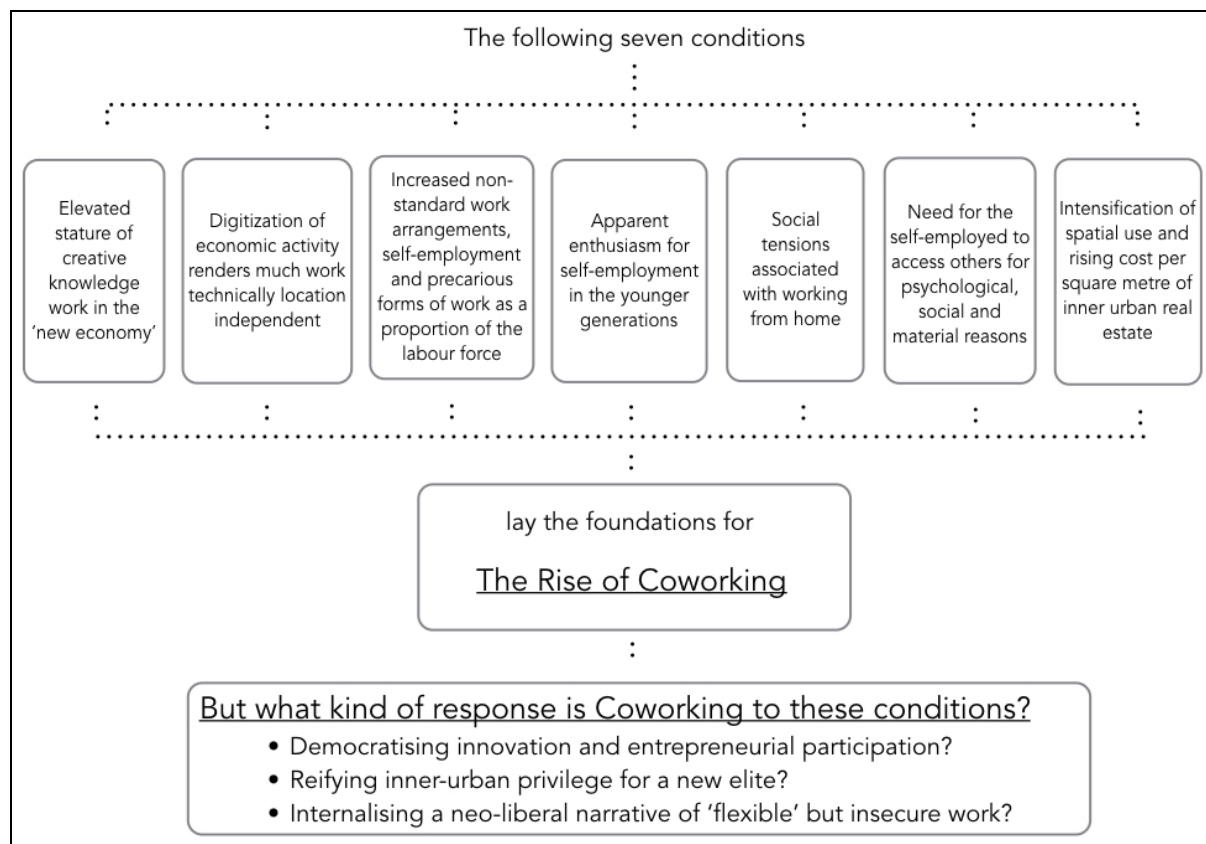 The following seven conditions
Elevated
stature of
creative
knowledge
work in the
‘new economy’
Digitization of
economic activity
renders much work
technically location
independent
Increased non-
standard work
arrangements,
self-employment
and precarious
forms of work as a
proportion of the
labour force
Apparent
enthusiasm for
self-employment
in the younger
generations
Social
tensions
associated
with working
from home
Need for the
self-employed to
access others for
psychological,
social and
material reasons
Intensification of
spatial use and
rising cost per
square metre of
inner urban real
estate
lay the foundations for
The Rise of Coworking
But what kind of response is Coworking to these conditions?
• Democratising innovation and entrepreneurial participation?
• Reifying inner-urban privilege for a new elite?
• Internalising a neo-liberal narrative of ‘flexible’ but insecure work?